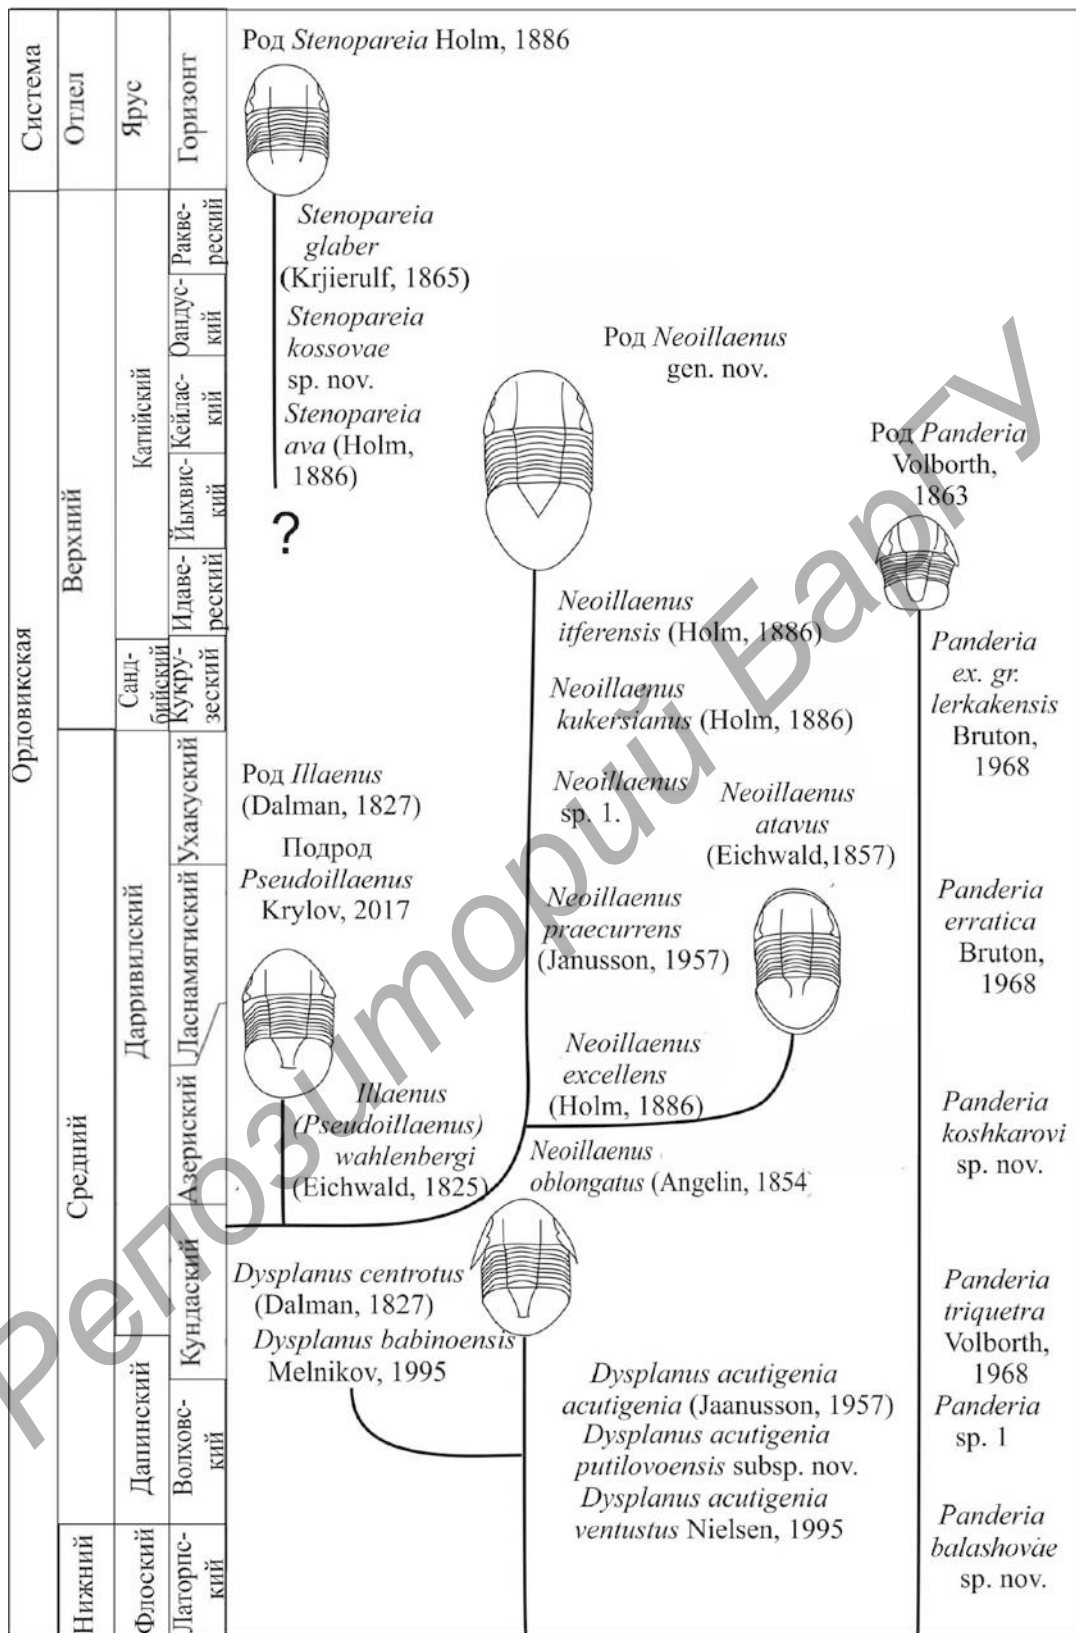 Система
Отдел
Ярус
Горизонт
Ордовикская
Верхний
Средний
Нижний
Катийский
Санд-
бийский
Дарривилский
Дапинский
Флоский
Ракве-
реский
Оандус-
кий
Кейлас-
кий
Йыхвис-
кий
Идаве-
реский
Кукру-
зеский
Ухакуский
Ласнамягиский
Азериский
Кундаский
Волховс-
кий
Латорпс-
кий
Род Stenopareia Holm, 1886
Stenopareia
glaber
(Krjierulf, 1865)
Stenopareia
kossovae
sp. nov.
Stenopareia
ava (Holm,
1886)
?
Род Neoillaenus
gen. nov.
Род Panderia
Volborth,
1863
Neoillaenus
itferensis (Holm, 1886)
Neoillaenus
kukersianus (Holm, 1886)
Neoillaenus
sp. 1.
Neoillaenus
atavus
(Eichwald,1857)
Neoillaenus
praecurrens
(Janusson, 1957)
Neoillaenus
excellens
(Holm, 1886)
Neoillaenus
oblongatus (Angelin, 1854)
Род Illaenus
(Dalman, 1827)
Подрод
Pseudoillaenus
Krylov, 2017
Illaenus
(Pseudoillaenus)
wahlenbergi
(Eichwald, 1825)
Dysplanus centrotus
(Dalman, 1827)
Dysplanus babinoensis
Melnikov, 1995
Dysplanus acutigenia
acutigenia (Jaanusson, 1957)
Dysplanus acutigenia
putilovoensis subsp. nov.
Dysplanus acutigenia
ventustus Nielsen, 1995
Panderia
ex. gr.
lerkakensis
Bruton,
1968
Panderia
erratica
Bruton,
1968
Panderia
koshkarovi
sp. nov.
Panderia
triquetra
Volborth,
1968
Panderia
sp. 1
Panderia
balashovae
sp. nov.
Репозиторий БарГУ